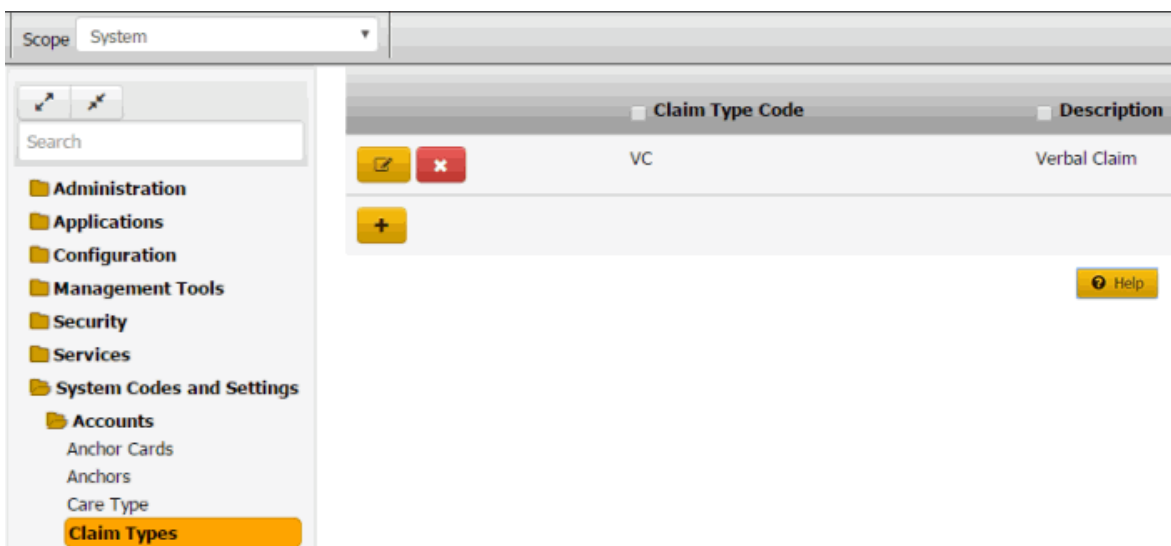 Scope System
Search
Administration
Applications
Configuration
Management Tools
Security
Services
System Codes and Settings
Accounts
Anchor Cards
Anchors
Care Type
Claim Types
Claim Type Code Description
VC Verbal Claim
Help